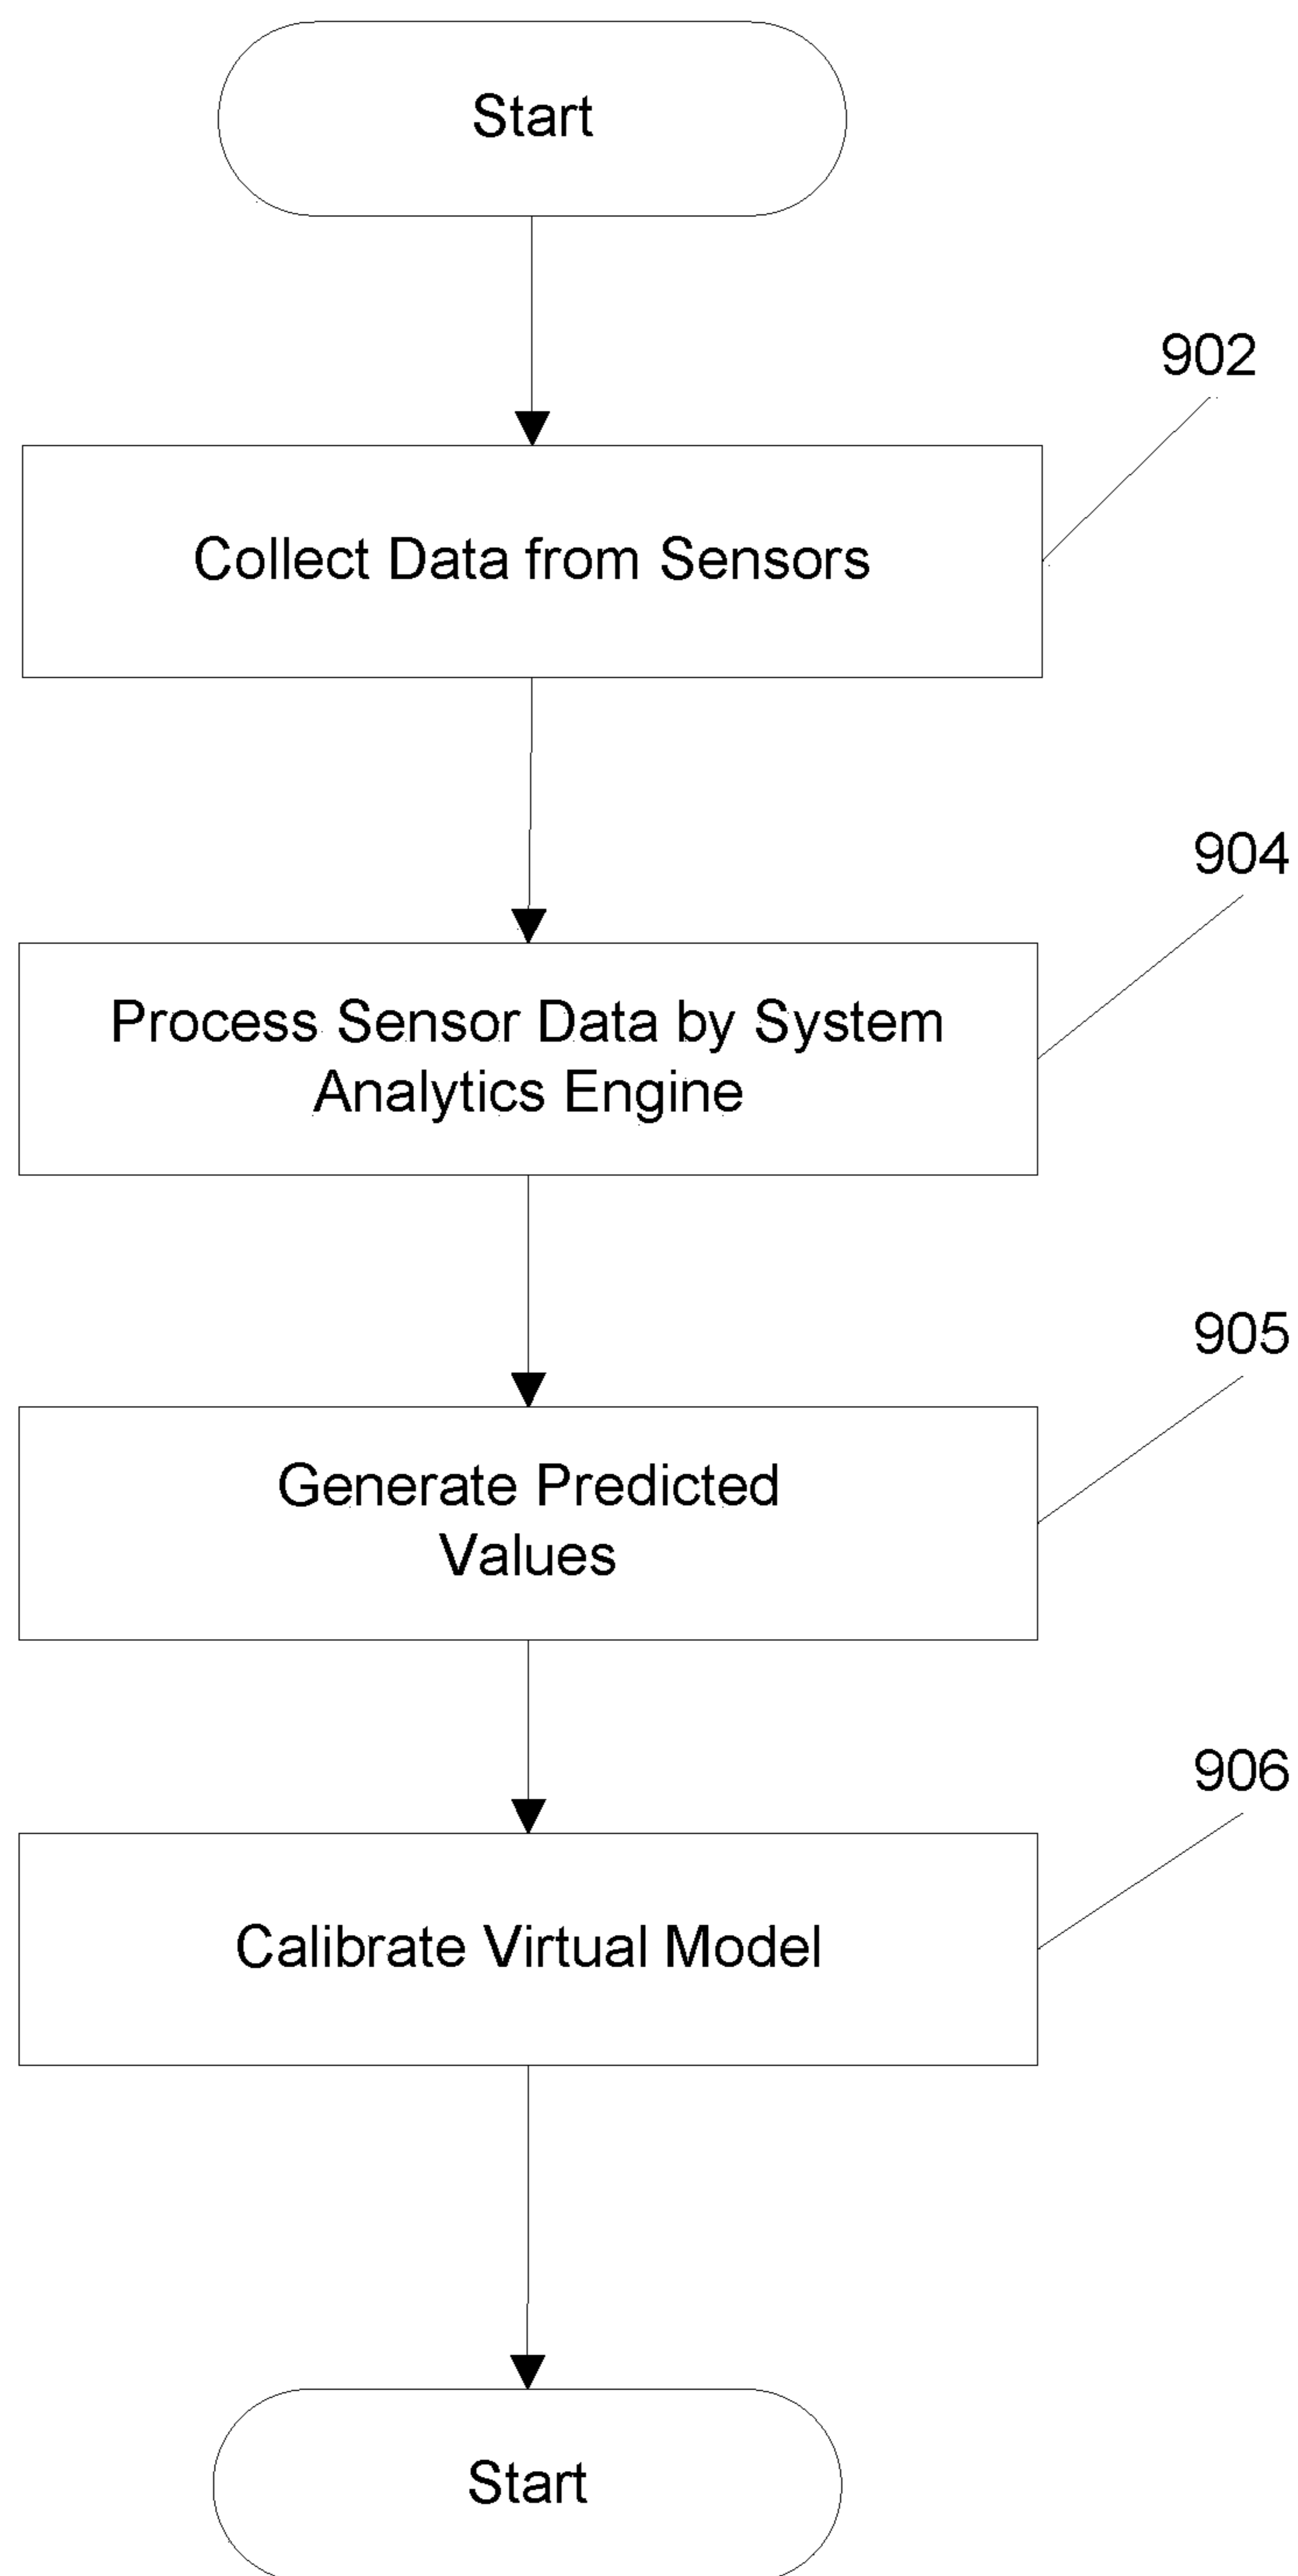 Start
902
Collect Data from Sensors
904
Process Sensor Data by System
Analytics Engine
905
Generate Predicted
Values
906
Calibrate Virtual Model
Start